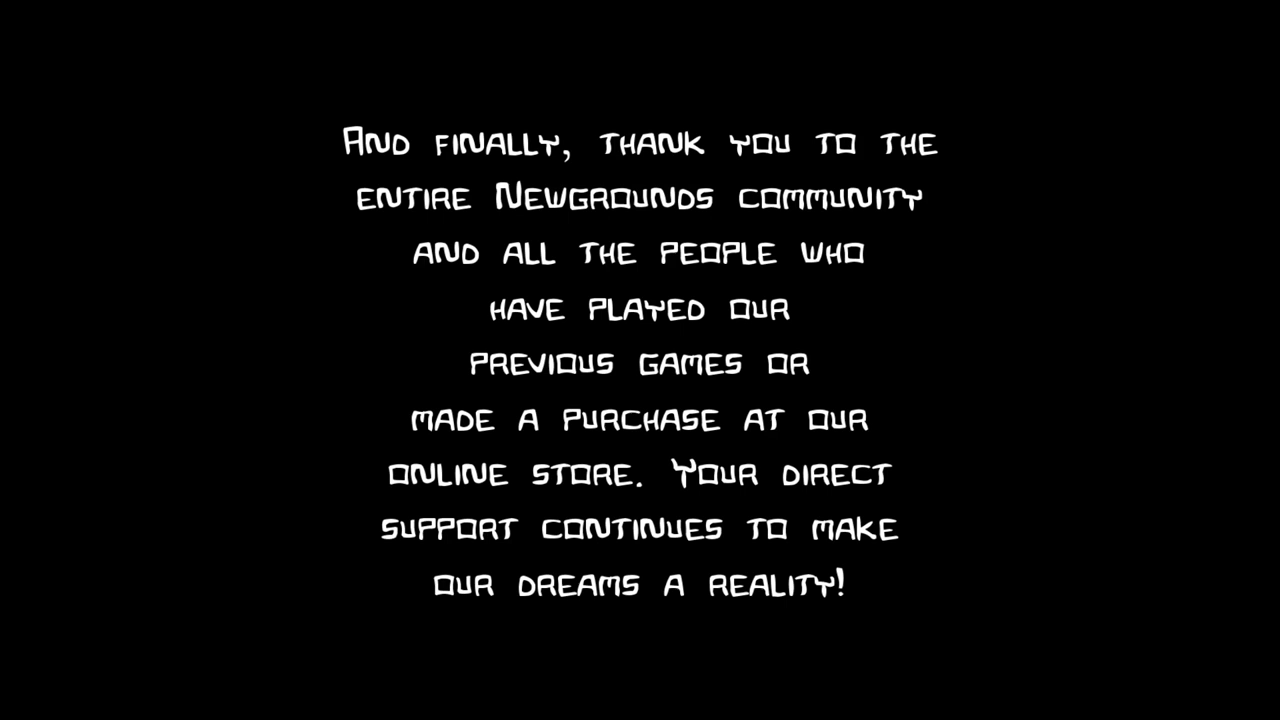 And finally, thank you to the
entire Newgrounds community
and all the people who
have played our
previous games or
made a purchase at our
online store. Your direct
support continues to make
our dreams a reality!